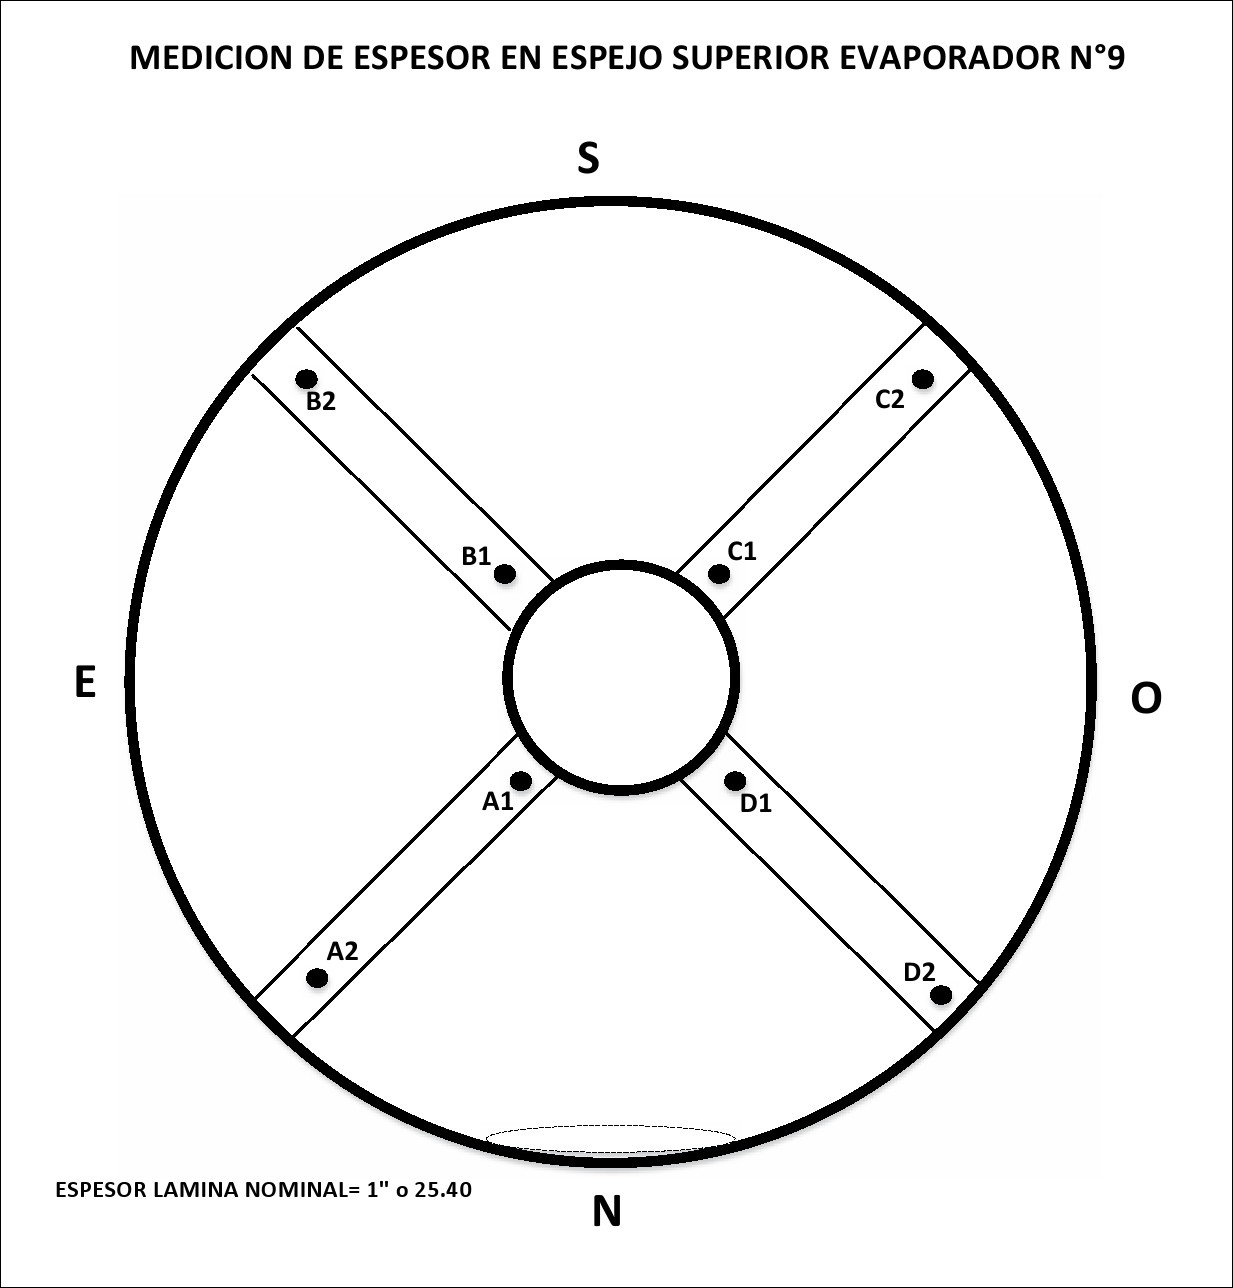 MEDICION DE ESPESOR EN ESPEJO SUPERIOR EVAPORADOR N°9
S
B2
C2
B1
C1
E
O
A1
D1
A2
D2
ESPESOR LAMINA NOMINAL= 1" o 25.40
N